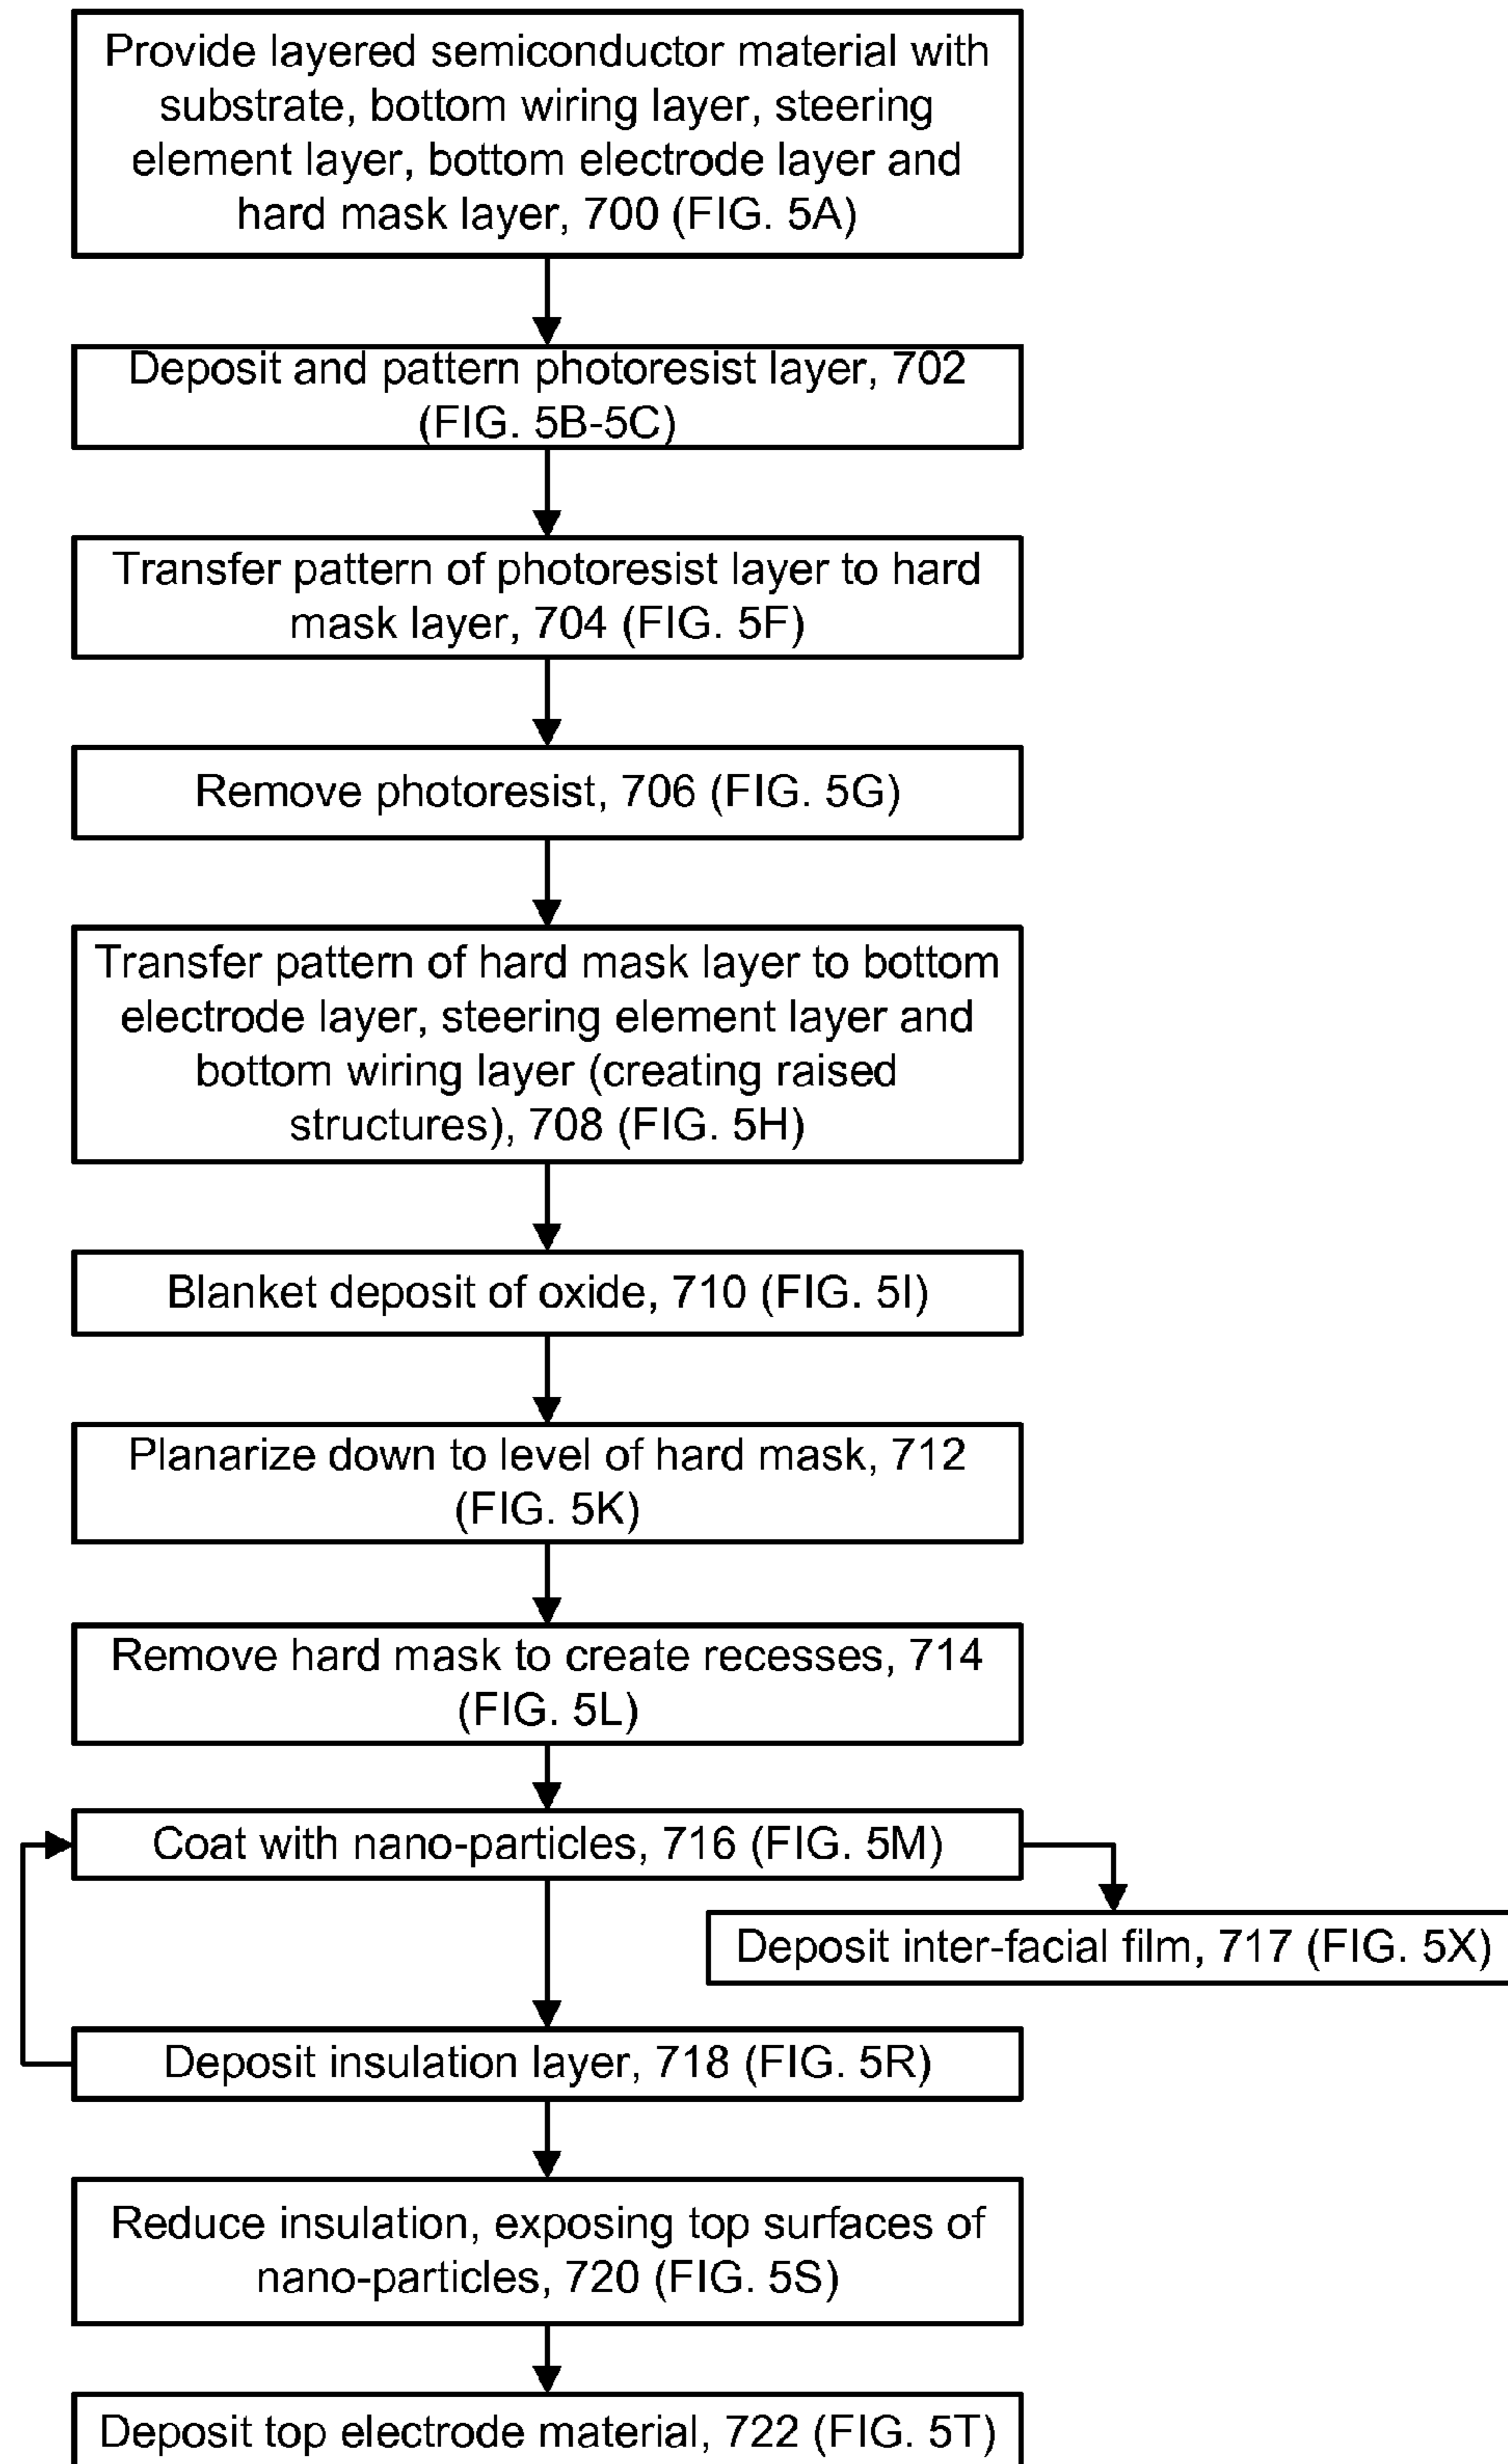 Provide layered semiconductor material with
substrate, bottom wiring layer, steering
element layer, bottom electrode layer and
hard mask layer, 700 (FIG. 5A)
Deposit and pattern photoresist layer, 702
(FIG. 5B-5C)
Transfer pattern of photoresist layer to hard
mask layer, 704 (FIG. 5F)
Remove photoresist, 706 (FIG. 5G)
Transfer pattern of hard mask layer to bottom
electrode layer, steering element layer and
bottom wiring layer (creating raised
structures), 708 (FIG. 5H)
Blanket deposit of oxide, 710 (FIG. 5I)
Planarize down to level of hard mask, 712
(FIG. 5K)
Remove hard mask to create recesses, 714
(FIG. 5L)
Coat with nano-particles, 716 (FIG. 5M)
Deposit inter-facial film, 717 (FIG. 5X)
Deposit insulation layer, 718 (FIG. 5R)
Reduce insulation, exposing top surfaces of
nano-particles, 720 (FIG. 5S)
Deposit top electrode material, 722 (FIG. 5T)